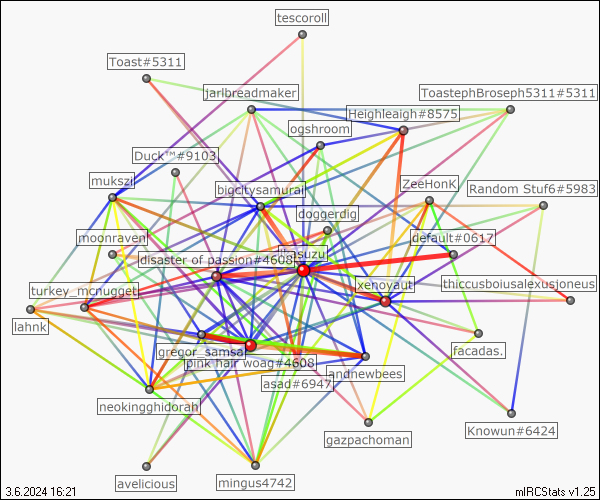 tescoroll
Toast#5311
jarlbreadmaker
ToastephBroseph5311#5311
Heighleaigh#8575
ogshroom
Duck™#9103
mukszi
bigcitysamurai
ZeeHonK
Random Stuf6#5983
doggerdig
moonraven
default#0617
disaster of passion#4608
xenoyaut
thiccusboiusalexusjoneus
turkey_mcnugget
lahnk
gregor_samsa
facadas.
pink hair woag#4608
andnewbees
asad#6947
neokingghidorah
Knowun#6424
gazpachoman
avelicious
mingus4742
3.6.2024 16:21
mIRCStats v1.25